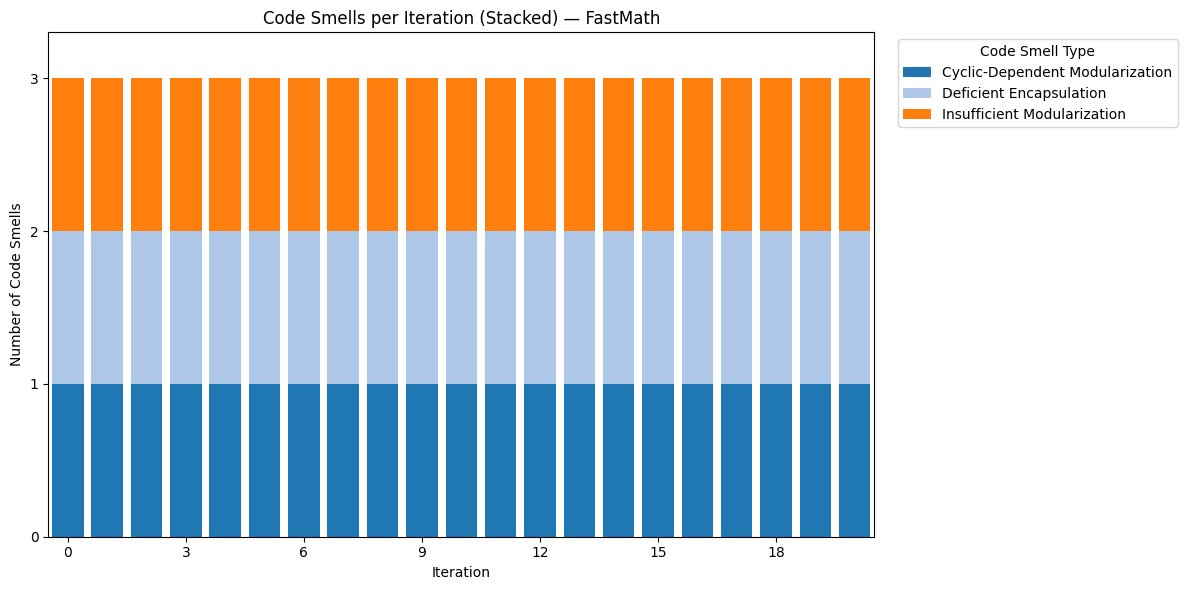 Code Smells per Iteration (Stacked) — FastMath
Code Smell Type
Cyclic-Dependent Modularization
Deficient Encapsulation
Insufficient Modularization
Number of Code Smells
3
2
1
0
0 3 6 9 12 15 18
Iteration